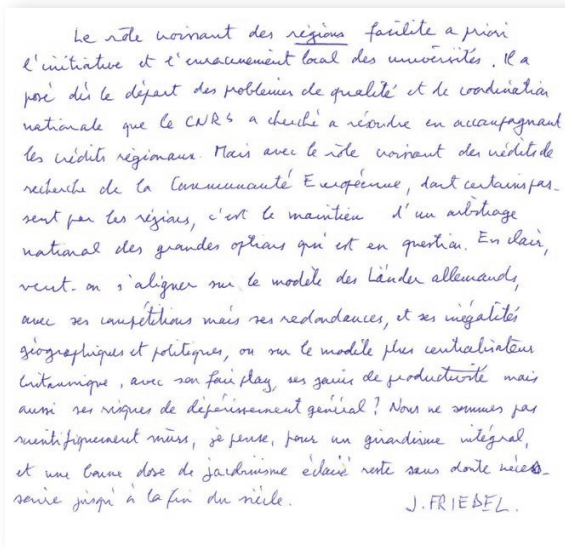 Le rôle croissant des régions facilite a priori
l'initiative et l'enracinement local des universités. Il a
posé dès le départ des problèmes de qualité et de coordination
nationale que le CNRS a cherché a résoudre en accompagnant
les crédits régionaux. Mais avec le rôle croissant des crédits de
recherche de la Communauté Européenne, dont certains pas-
sent par les régions, c'est le maintien d'un arbitrage
national des grandes options qui est en question. En clair,
veut-on s'aligner sur le modèle des Länder allemands,
avec ses compétitions mais ses redondances, et ses inégalités
géographiques et politiques, ou sur le modèle plus centralisateur
britannique, avec son fair play, ses gains de productivité mais
aussi ses risques de dépérissement général ? Nous ne sommes pas
scientifiquement mûrs, je pense, pour un girondisme intégral,
et une bonne dose de jacobinisme éclairé reste sans doute néces-
saire jusqu'à la fin du siècle.
J. FRIEDEL.